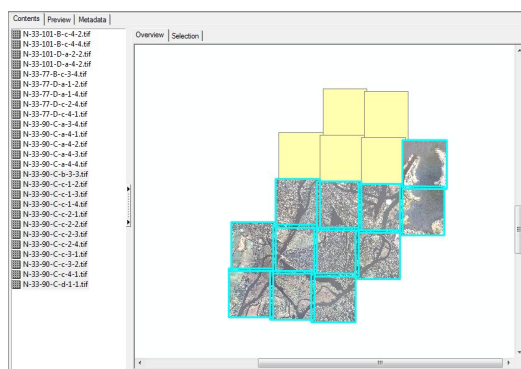 Contents Preview Metadata
N-33-101-B-c-4-2.tif
N-33-101-B-c-4-4.tif
N-33-101-D-a-2-2.tif
N-33-101-D-a-4-2.tif
N-33-77-B-c-3-4.tif
N-33-77-D-a-1-2.tif
N-33-77-D-a-1-4.tif
N-33-77-D-c-2-4.tif
N-33-77-D-c-4-1.tif
N-33-90-C-a-3-4.tif
N-33-90-C-a-4-1.tif
N-33-90-C-a-4-2.tif
N-33-90-C-a-4-3.tif
N-33-90-C-a-4-4.tif
N-33-90-C-b-3-3.tif
N-33-90-C-c-1-2.tif
N-33-90-C-c-1-3.tif
N-33-90-C-c-1-4.tif
N-33-90-C-c-2-1.tif
N-33-90-C-c-2-2.tif
N-33-90-C-c-2-3.tif
N-33-90-C-c-2-4.tif
N-33-90-C-c-3-1.tif
N-33-90-C-c-3-2.tif
N-33-90-C-c-4-1.tif
N-33-90-C-d-1-1.tif
Overview Selection